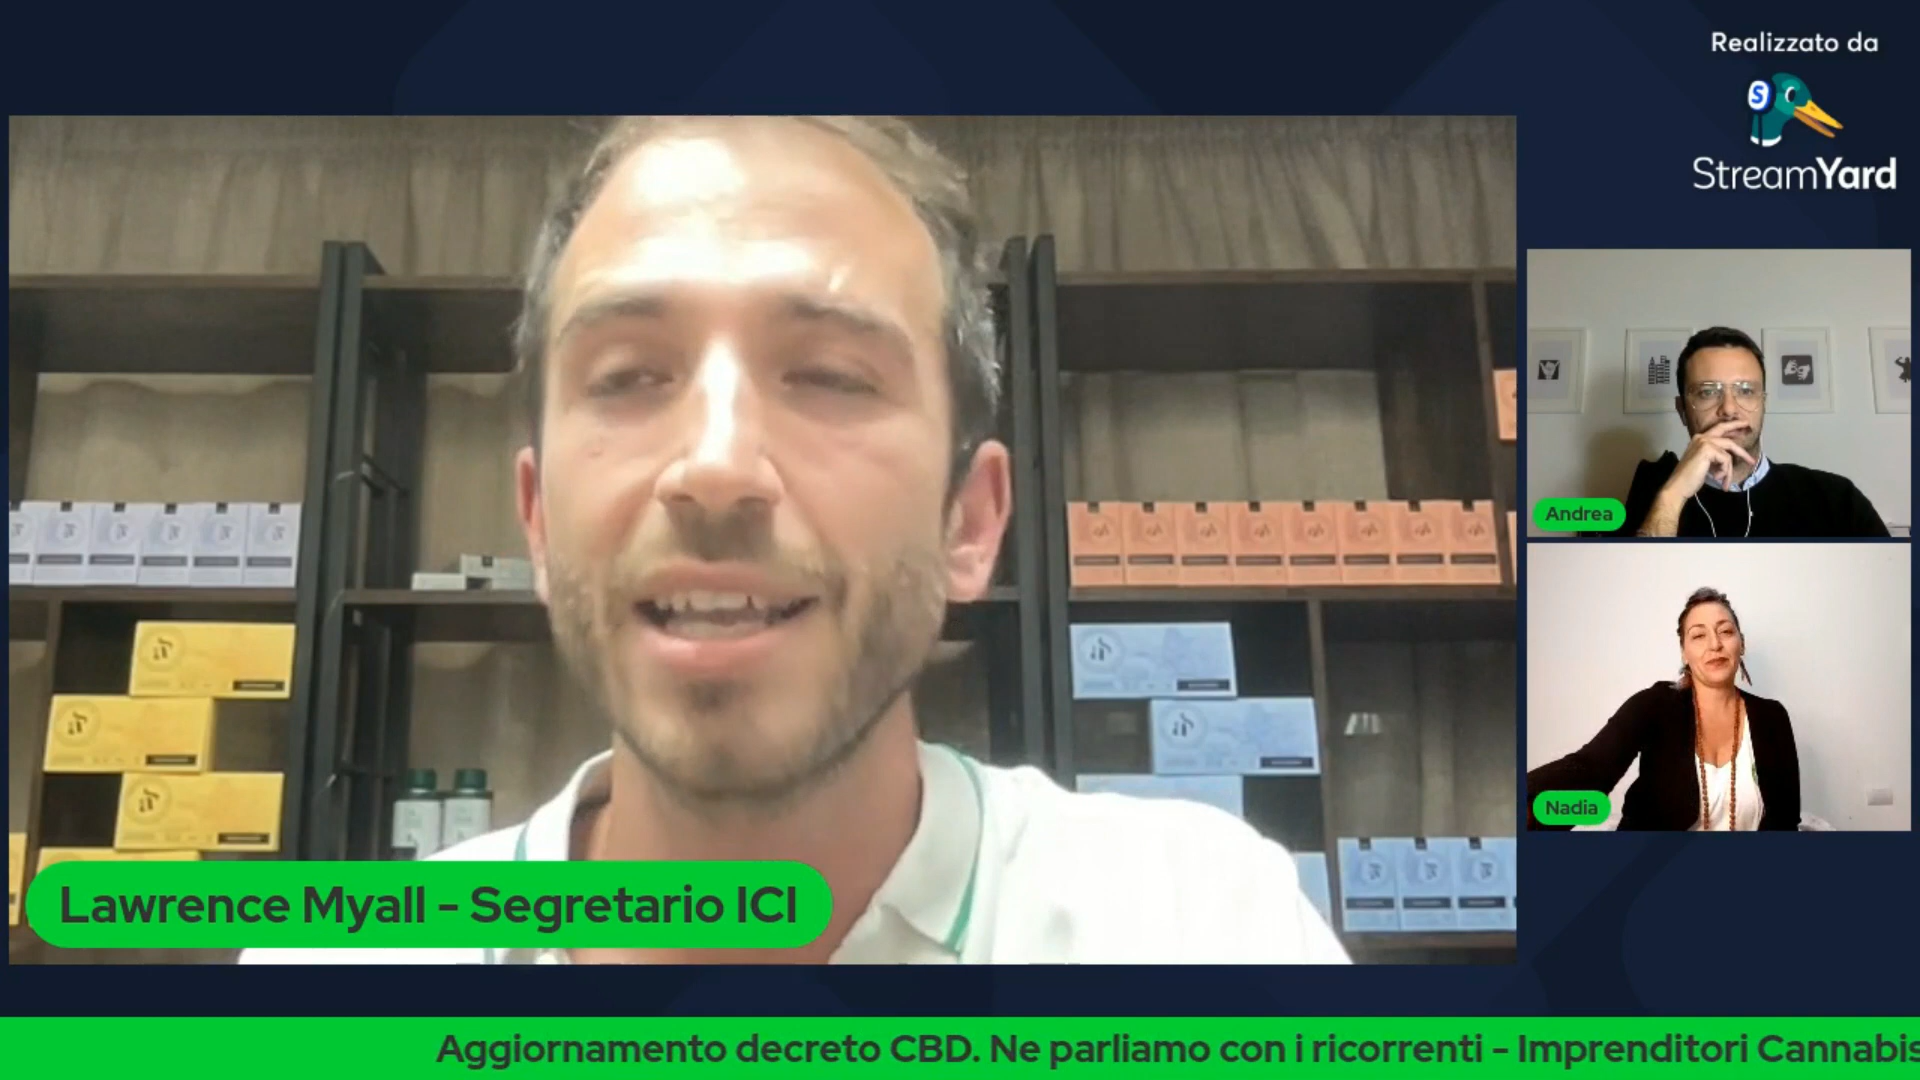 Realizzato da
StreamYard
Andrea
Nadia
Lawrence Myall - Segretario ICI
Aggiornamento decreto CBD. Ne parliamo con i ricorrenti - Imprenditori Cannabis